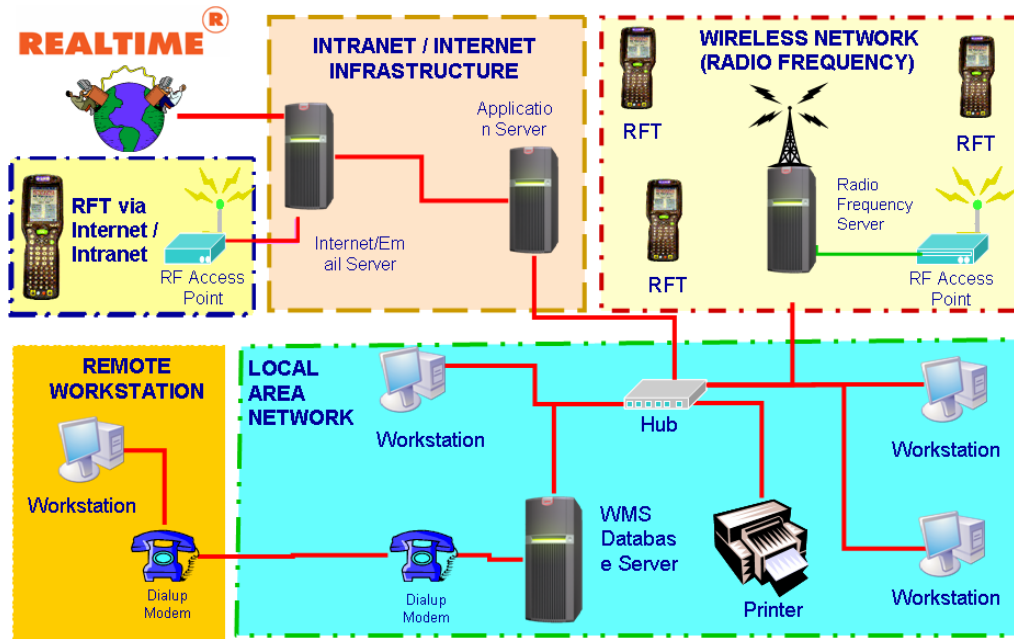 REALTIME ®
INTRANET / INTERNET
INFRASTRUCTURE
Applicatio
n Server
Internet/Em
ail Server
WIRELESS NETWORK
(RADIO FREQUENCY)
RFT
RFT
RFT
Radio
Frequency
Server
RF Access
Point
RFT via
Internet /
Intranet
RF Access
Point
REMOTE
WORKSTATION
Workstation
Dialup
Modem
LOCAL
AREA
NETWORK
Workstation
Hub
Workstation
Dialup
Modem
WMS
Databas
e Server
Printer
Workstation